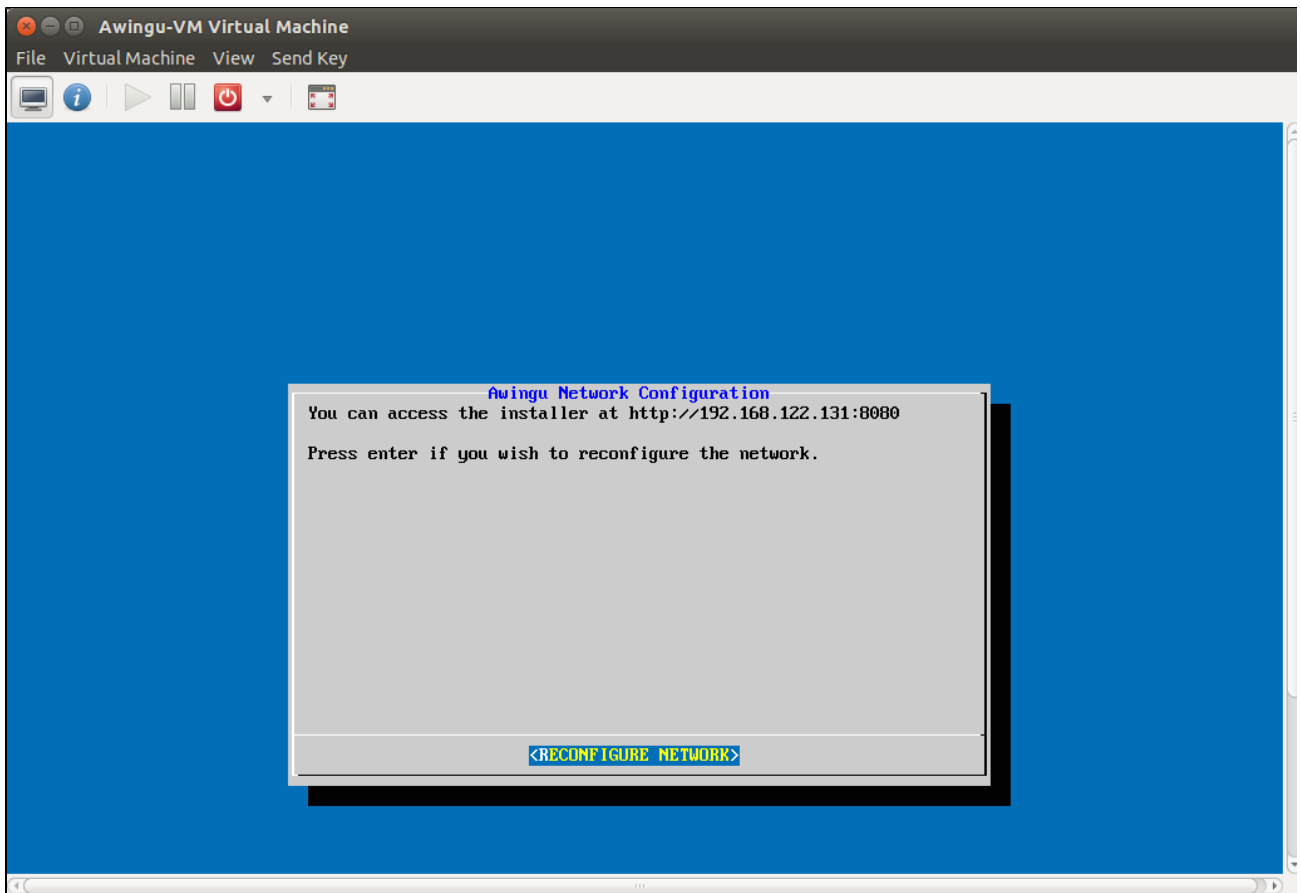 Awingu-VM Virtual Machine
File Virtual Machine View Send Key
Awingu Network Configuration
You can access the installer at http://192.168.122.131:8080
Press enter if you wish to reconfigure the network.
<RECONFIGURE NETWORK>